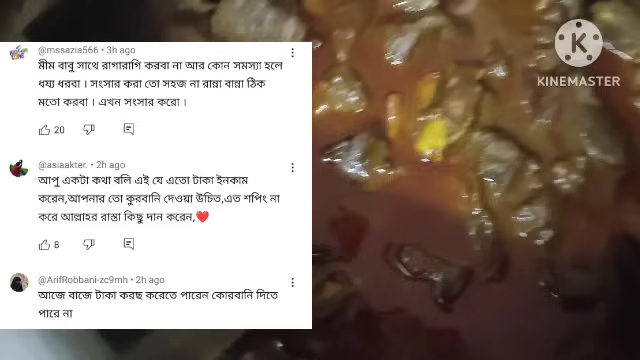 @mssazia566 • 3h ago
মীম বাবু সাথে রাগারাগি করবা না আর কোন সমস্যা হলে
ধয্য ধরবা । সংসার করা তো সহজ না রান্না বান্না ঠিক
মতো করবা । এখন সংসার করো ।
20
@asiaakter. • 2h ago
আপু একটা কথা বলি এই যে এতো টাকা ইনকাম
করেন,আপনার তো কুরবানি দেওয়া উচিত,এত শপিং না
করে আল্লাহর রাস্তা কিছু দান করেন,❤️
8
@ArifRobbani-zc9mh • 2h ago
আজে বাজে টাকা করছ করেতে পারেন কোরবানি দিতে
পারে না
KINEMASTER